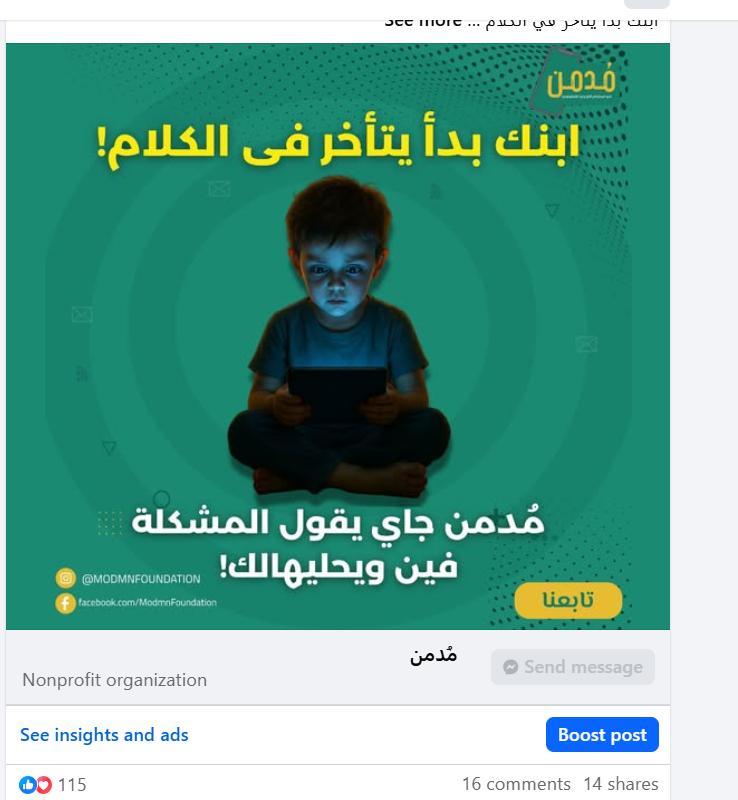 ابنك بدأ يتأخر في الكلام ... See more
مُدمن
ابنك بدأ يتأخر فى الكلام!
مُدمن جاي يقول المشكلة
فين ويحليهالك!
@MODMNFOUNDATION
facebook.com/ModmnFoundation
تابعنا
مُدمن
Nonprofit organization
Send message
See insights and ads
Boost post
115
16 comments 14 shares